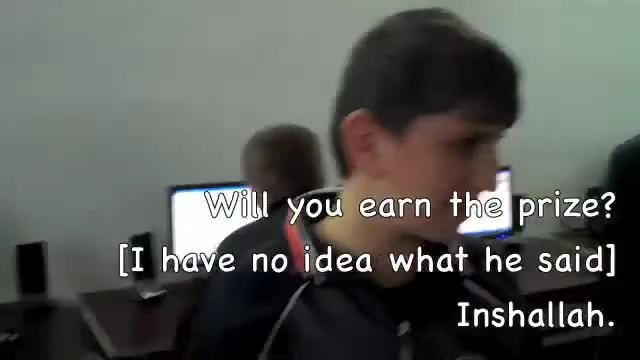 Will you earn the prize?
[I have no idea what he said]
Inshallah.